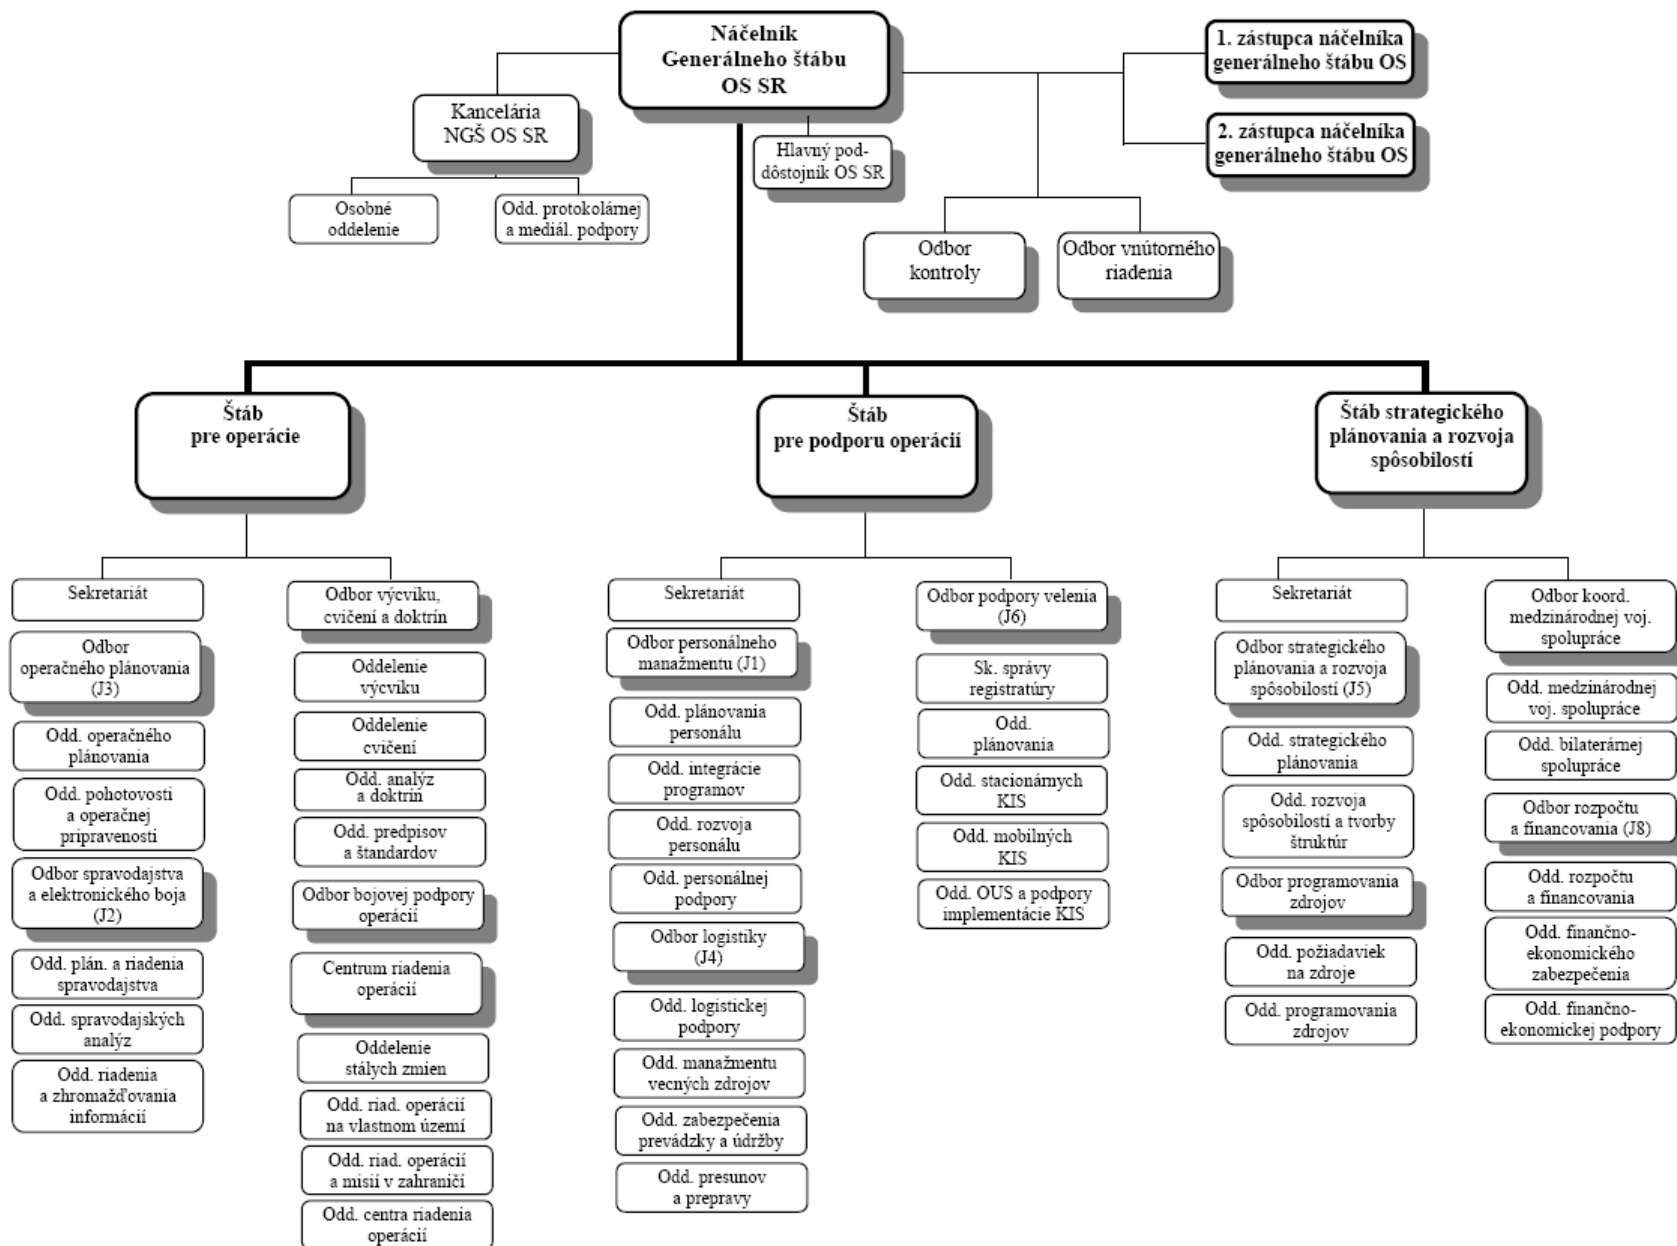 Náčelník
Generálneho štábu
OS SR
1. zástupca náčelníka
generálneho štábu OS
2. zástupca náčelníka
generálneho štábu OS
Kancelária
NGŠ OS SR
Hlavný pod-
dôstojník OS SR
Osobné
oddelenie
Odd. protokolárnej
a mediál. podpory
Odbor
kontroly
Odbor vnútorného
riadenia
Štáb
pre operácie
Štáb
pre podporu operácií
Štáb strategického
plánovania a rozvoja
spôsobilostí
Sekretariát
Odbor
operačného plánovania
(J3)
Odd. operačného
plánovania
Odd. pohotovosti
a operačnej
pripravenosti
Odbor spravodajstva
a elektronického boja
(J2)
Odd. plán. a riadenia
spravodajstva
Odd. spravodajských
analýz
Odd. riadenia
a zhromažďovania
informácií
Odbor výcviku,
cvičení a doktrín
Oddelenie
výcviku
Oddelenie
cvičení
Odd. analýz
a doktrín
Odd. predpisov
a štandardov
Odbor bojovej podpory
operácií
Centrum riadenia
operácií
Oddelenie
stálych zmien
Odd. riad. operácií
na vlastnom území
Odd. riad. operácií
a misií v zahraničí
Odd. centra riadenia
operácií
Sekretariát
Odbor personálneho
manažmentu (J1)
Odd. plánovania
personálu
Odd. integrácie
programov
Odd. rozvoja
personálu
Odd. personálnej
podpory
Odbor logistiky
(J4)
Odd. logistickej
podpory
Odd. manažmentu
vecných zdrojov
Odd. zabezpečenia
prevádzky a údržby
Odd. presunov
a prepravy
Odbor podpory velenia
(J6)
Sk. správy
registratúry
Odd.
plánovania
Odd. stacionárnych
KIS
Odd. mobilných
KIS
Odd. OUS a podpory
implementácie KIS
Sekretariát
Odbor strategického
plánovania a rozvoja
spôsobilostí (J5)
Odd. strategického
plánovania
Odd. rozvoja
spôsobilostí a tvorby
štruktúr
Odbor programovania
zdrojov
Odd. požiadaviek
na zdroje
Odd. programovania
zdrojov
Odbor koord.
medzinárodnej voj.
spolupráce
Odd. medzinárodnej
voj. spolupráce
Odd. bilaterárnej
spolupráce
Odbor rozpočtu
a financovania (J8)
Odd. rozpočtu
a financovania
Odd. finančno-
ekonomického
zabezpečenia
Odd. finančno-
ekonomickej podpory